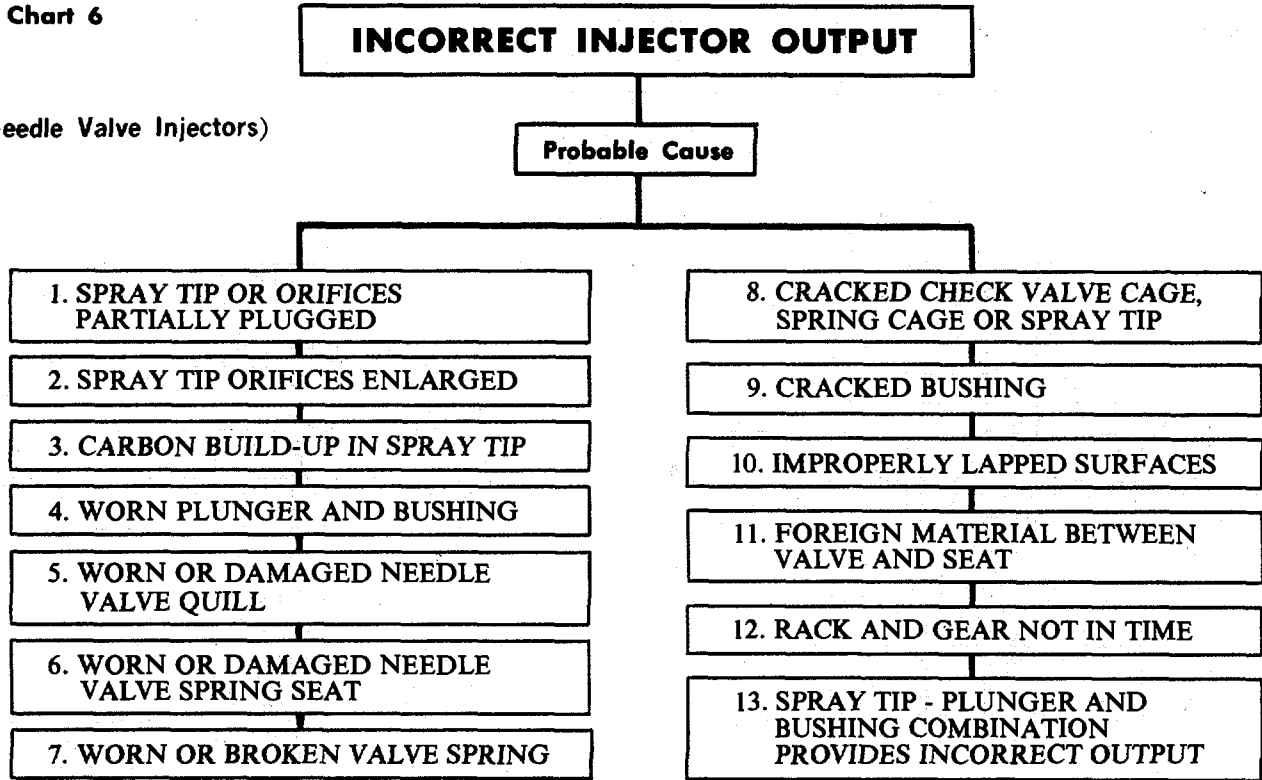 Chart 6
INCORRECT INJECTOR OUTPUT
eedle Valve Injectors)
Probable Cause
1. SPRAY TIP OR ORIFICES
PARTIALLY PLUGGED
2. SPRAY TIP ORIFICES ENLARGED
3. CARBON BUILD-UP IN SPRAY TIP
4. WORN PLUNGER AND BUSHING
5. WORN OR DAMAGED NEEDLE
VALVE QUILL
6. WORN OR DAMAGED NEEDLE
VALVE SPRING SEAT
7. WORN OR BROKEN VALVE SPRING
8. CRACKED CHECK VALVE CAGE,
SPRING CAGE OR SPRAY TIP
9. CRACKED BUSHING
10. IMPROPERLY LAPPED SURFACES
11. FOREIGN MATERIAL BETWEEN
VALVE AND SEAT
12. RACK AND GEAR NOT IN TIME
13. SPRAY TIP - PLUNGER AND
BUSHING COMBINATION
PROVIDES INCORRECT OUTPUT